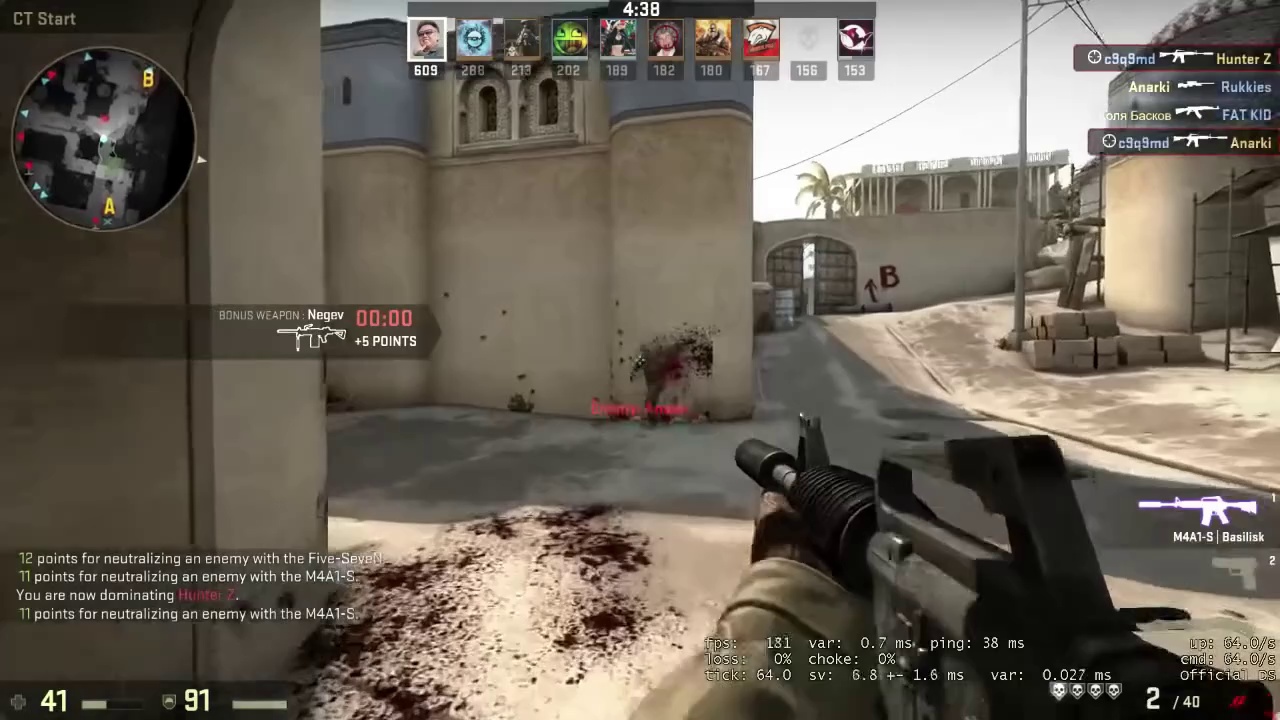 CT Start
4:38
609 288 213 202 189 182 180 167 156 153
B
A
c9q9md Hunter Z
Anarki Rukkies
оля Басков FAT KID
c9q9md Anarki
B
BONUS WEAPON : Negev 00:00
+5 POINTS
1
M4A1-S | Basilisk
2
12 points for neutralizing an enemy with the Five-SeveN.
11 points for neutralizing an enemy with the M4A1-S.
You are now dominating Hunter Z.
11 points for neutralizing an enemy with the M4A1-S.
fps: 181 var: 0.7 ms ping: 38 ms up: 64.0/s
loss: 0% choke: 0% cmd: 64.0/s
tick: 64.0 sv: 6.8 +- 1.6 ms var: 0.027 ms Official DS
41 91 2 / 40